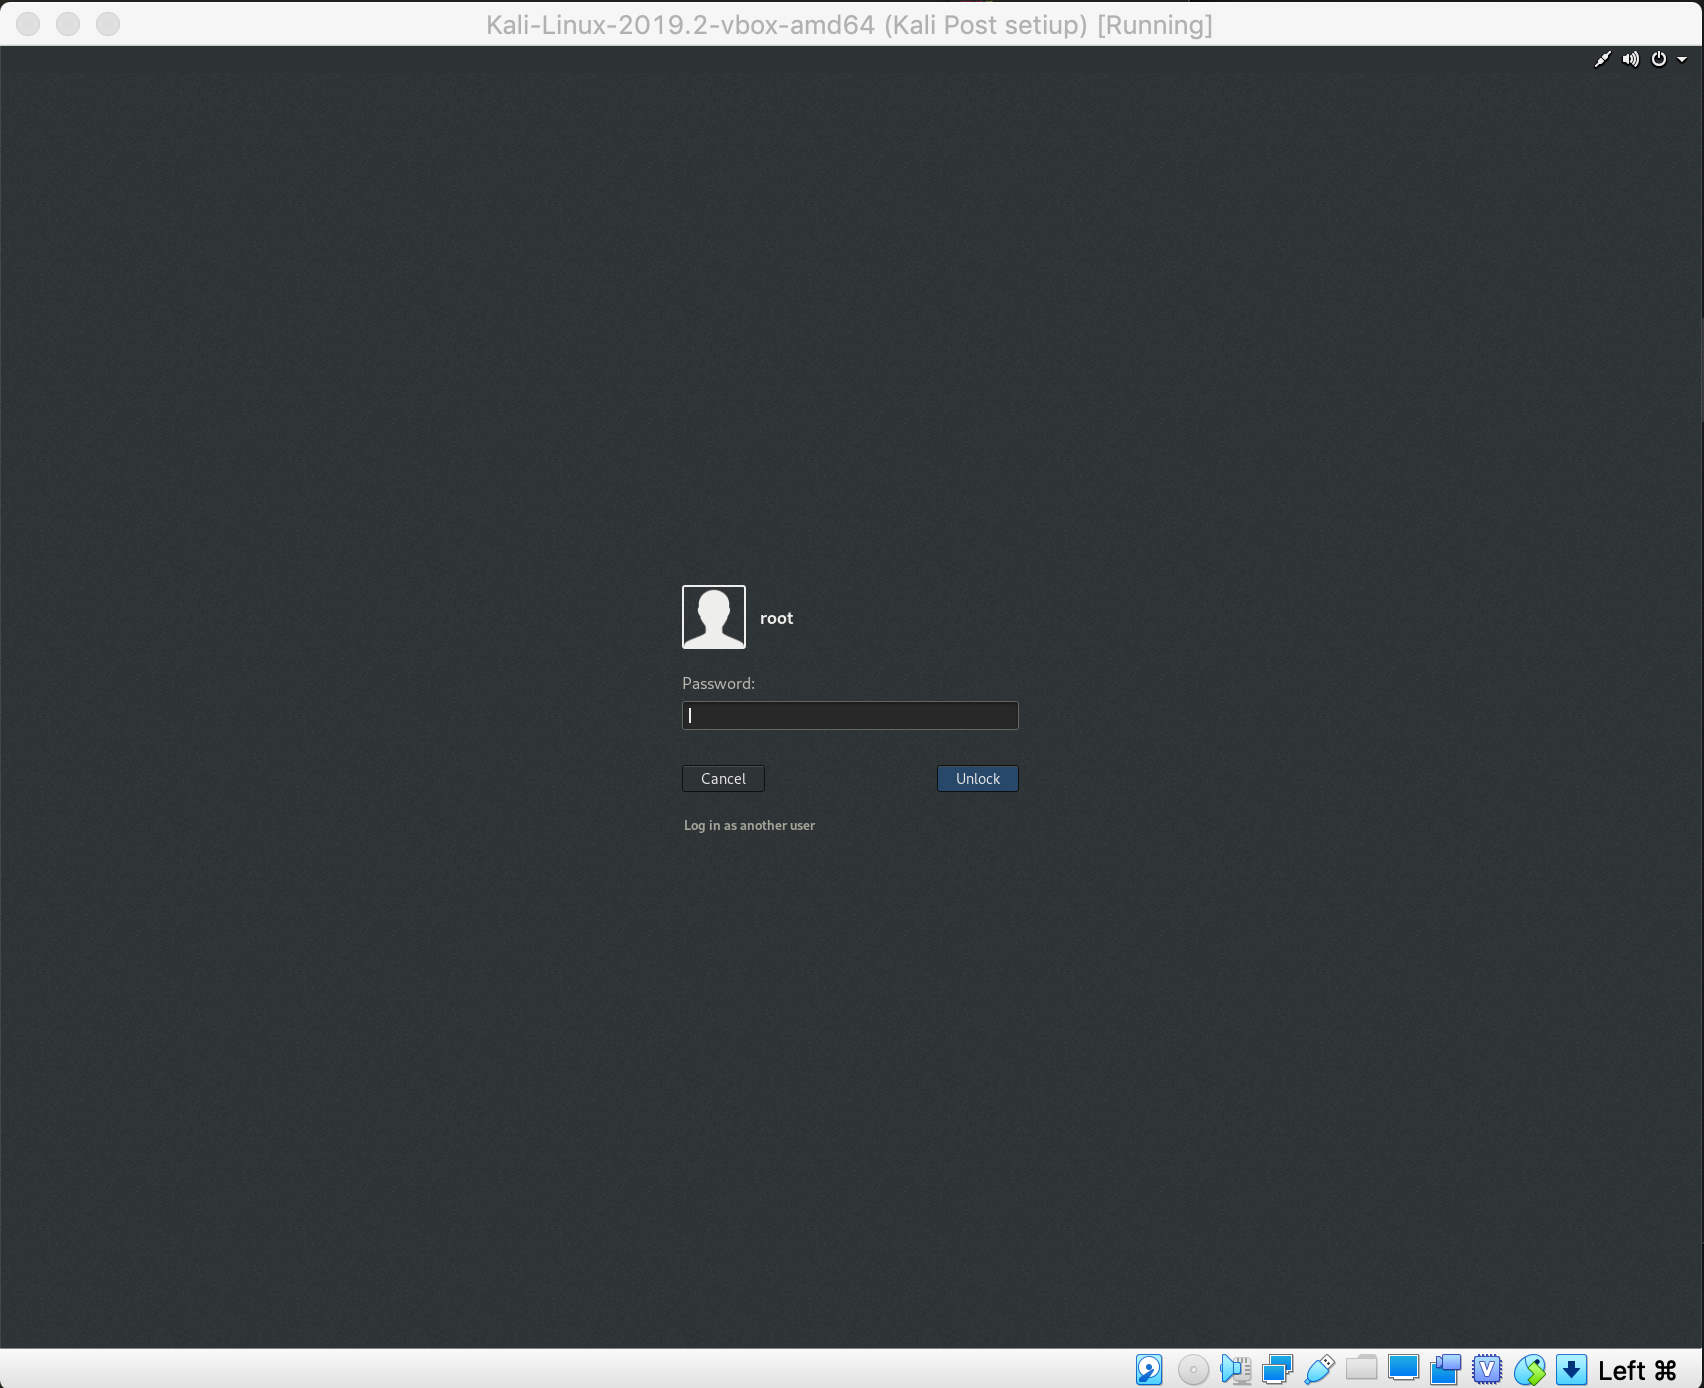 Kali-Linux-2019.2-vbox-amd64 (Kali Post setiup) [Running]
root
Password:
Cancel
Unlock
Log in as another user
V
Left ⌘